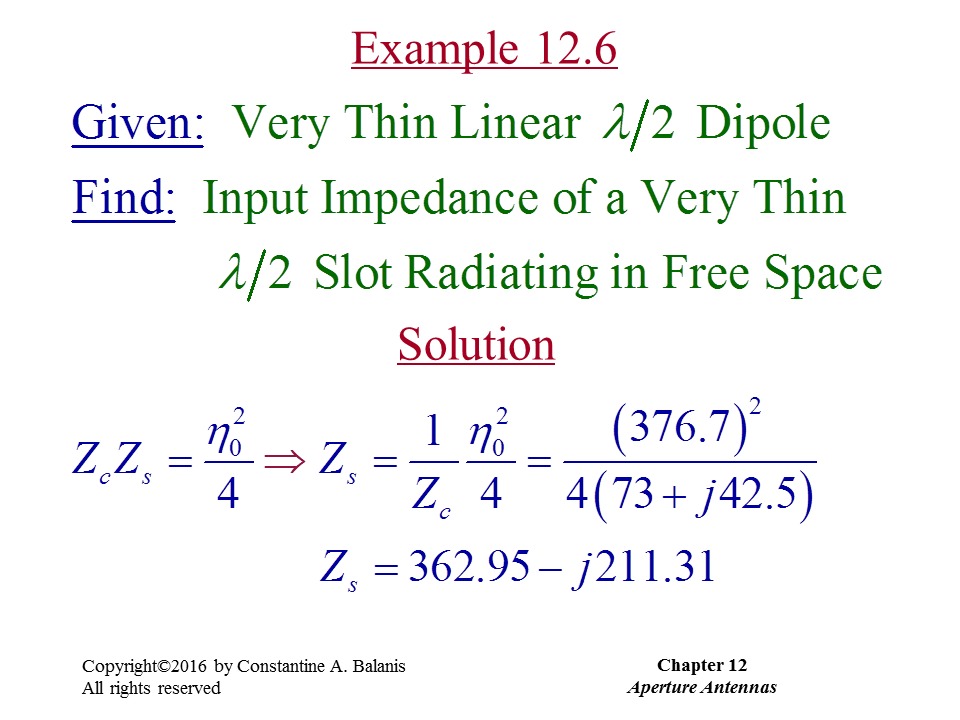 Example 12.6
Given: Very Thin Linear λ/2 Dipole
Find: Input Impedance of a Very Thin
λ/2 Slot Radiating in Free Space
Solution
Z_c Z_s = η_0^2 / 4 ⇒ Z_s = (1 / Z_c) (η_0^2 / 4) = (376.7)^2 / 4(73 + j42.5)
Z_s = 362.95 − j211.31
Copyright©2016 by Constantine A. Balanis
All rights reserved
Chapter 12
Aperture Antennas